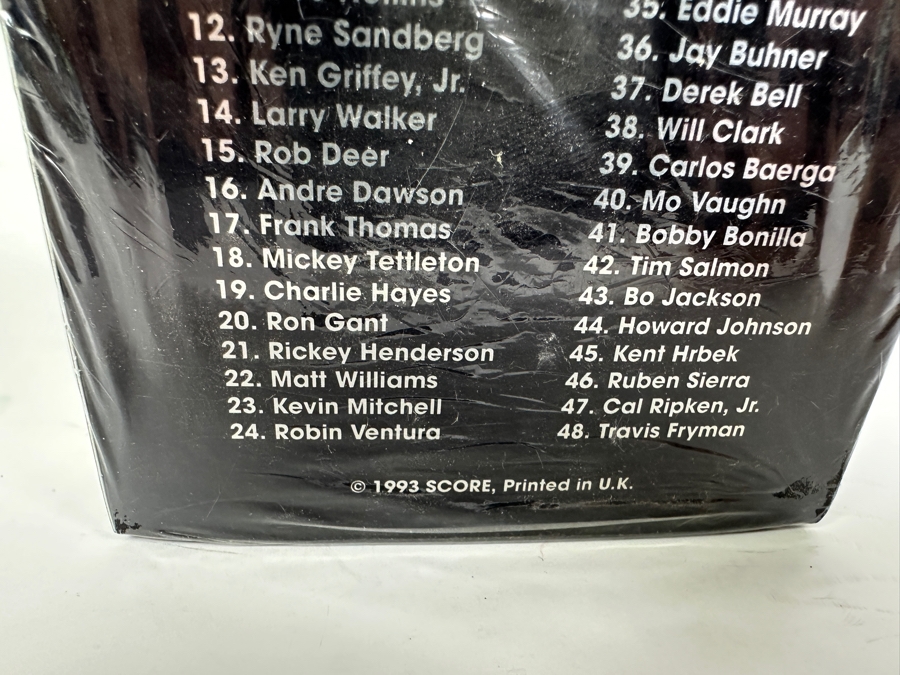 12. Ryne Sandberg
13. Ken Griffey, Jr.
14. Larry Walker
15. Rob Deer
16. Andre Dawson
17. Frank Thomas
18. Mickey Tettleton
19. Charlie Hayes
20. Ron Gant
21. Rickey Henderson
22. Matt Williams
23. Kevin Mitchell
24. Robin Ventura
35. Eddie Murray
36. Jay Buhner
37. Derek Bell
38. Will Clark
39. Carlos Baerga
40. Mo Vaughn
41. Bobby Bonilla
42. Tim Salmon
43. Bo Jackson
44. Howard Johnson
45. Kent Hrbek
46. Ruben Sierra
47. Cal Ripken, Jr.
48. Travis Fryman
© 1993 SCORE, Printed in U.K.